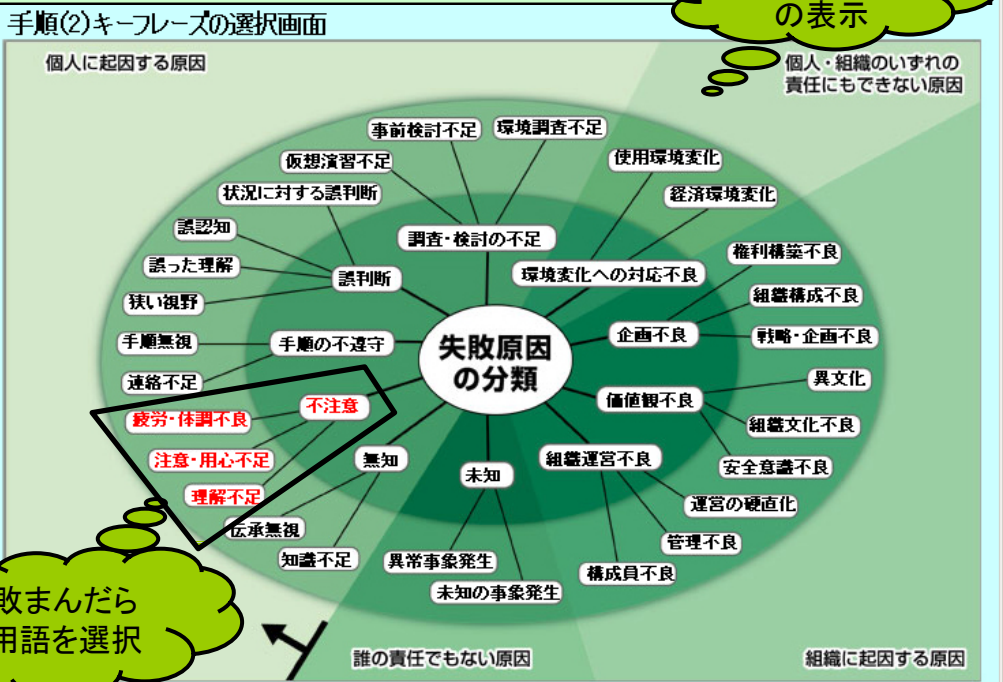 手順(2)キーフレーズの選択画面
の表示
個人に起因する原因
個人・組織のいずれの
責任にもできない原因
事前検討不足
環境調査不足
仮想演習不足
使用環境変化
状況に対する誤判断
経済環境変化
誤認知
調査・検討の不足
権利構築不良
誤った理解
誤判断
環境変化への対応不良
組織構成不良
狭い視野
企画不良
戦略・企画不良
手順無視
手順の不遵守
失敗原因
の分類
異文化
連絡不足
不注意
価値観不良
組織文化不良
疲労・体調不良
注意・用心不足
無知
未知
組織運営不良
安全意識不良
理解不足
運営の硬直化
伝承無視
管理不良
知識不足
異常事象発生
構成員不良
未知の事象発生
敗まんだら
用語を選択
誰の責任でもない原因
組織に起因する原因